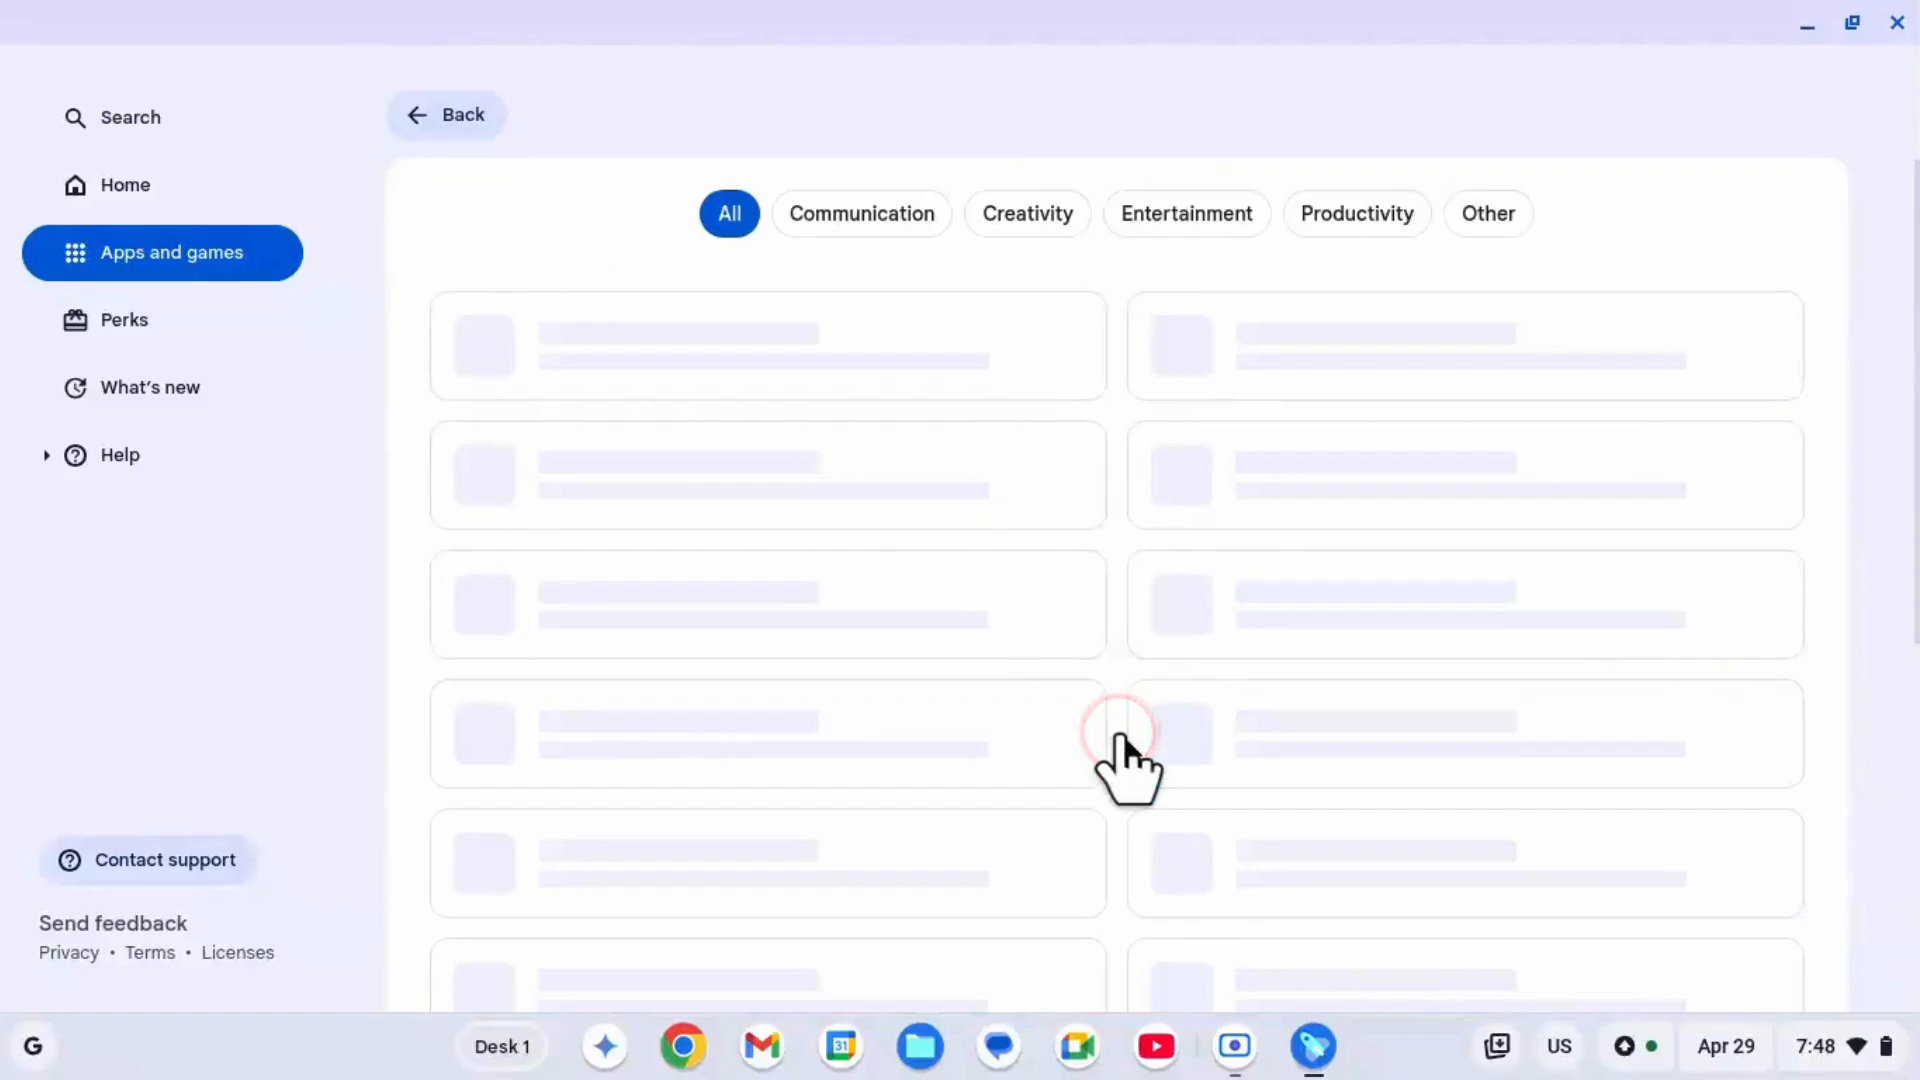 Search
Home
Apps and games
Perks
What's new
Help
Contact support
Send feedback
Privacy • Terms • Licenses
Back
All
Communication
Creativity
Entertainment
Productivity
Other
G
Desk 1
31
US
Apr 29
7:48